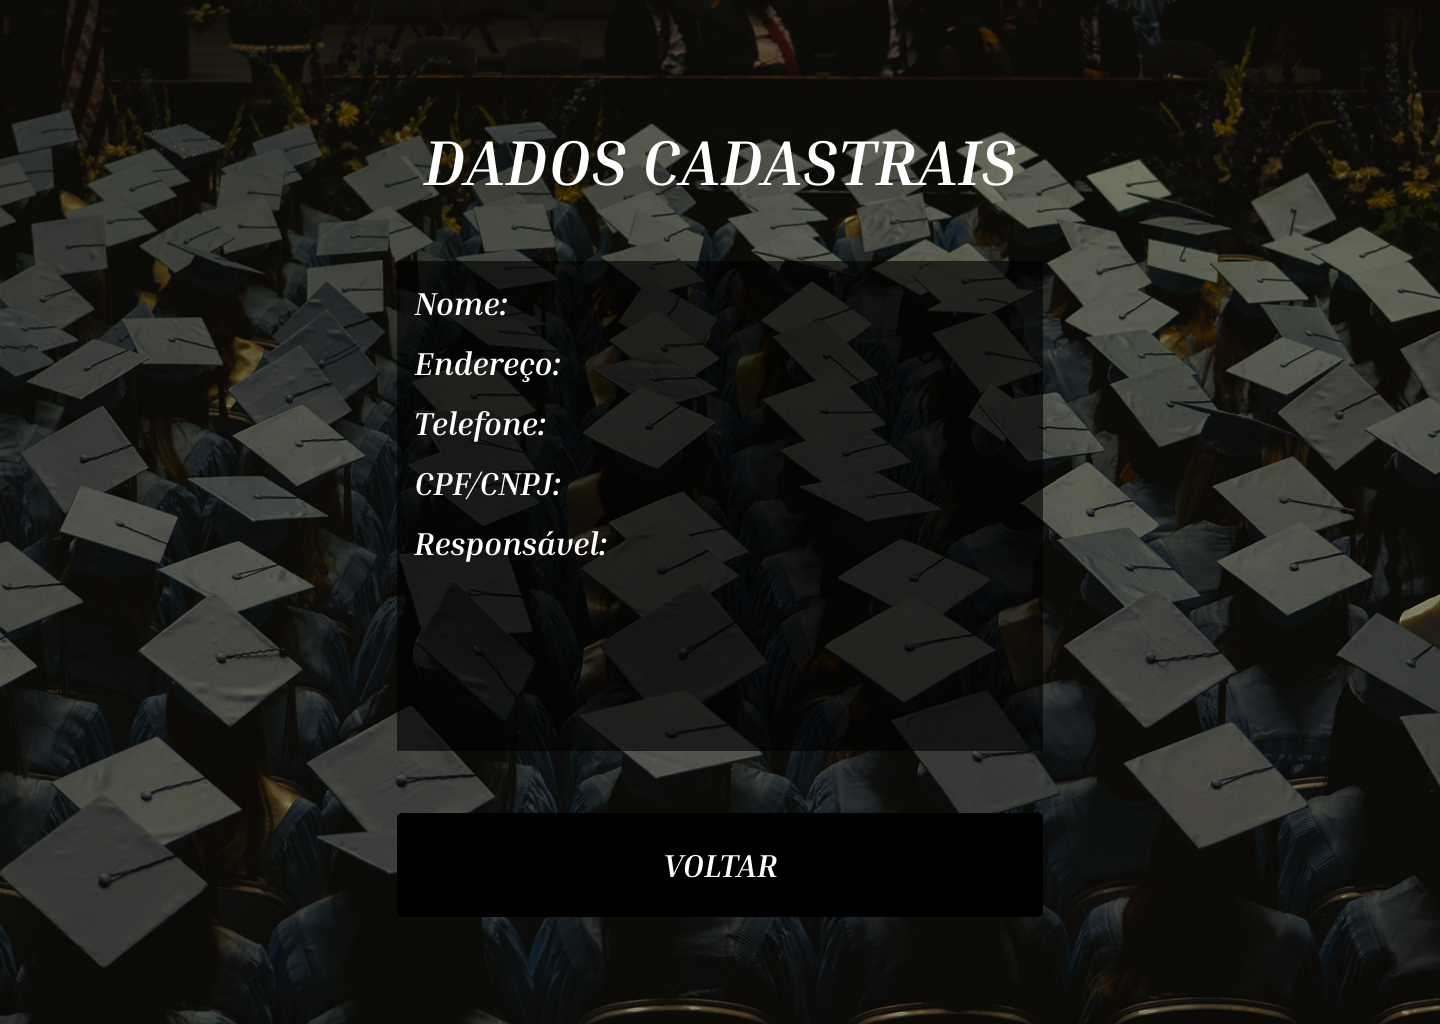 DADOS CADASTRAIS
Nome:
Endereço:
Telefone:
CPF/CNPJ:
Responsável:
VOLTAR